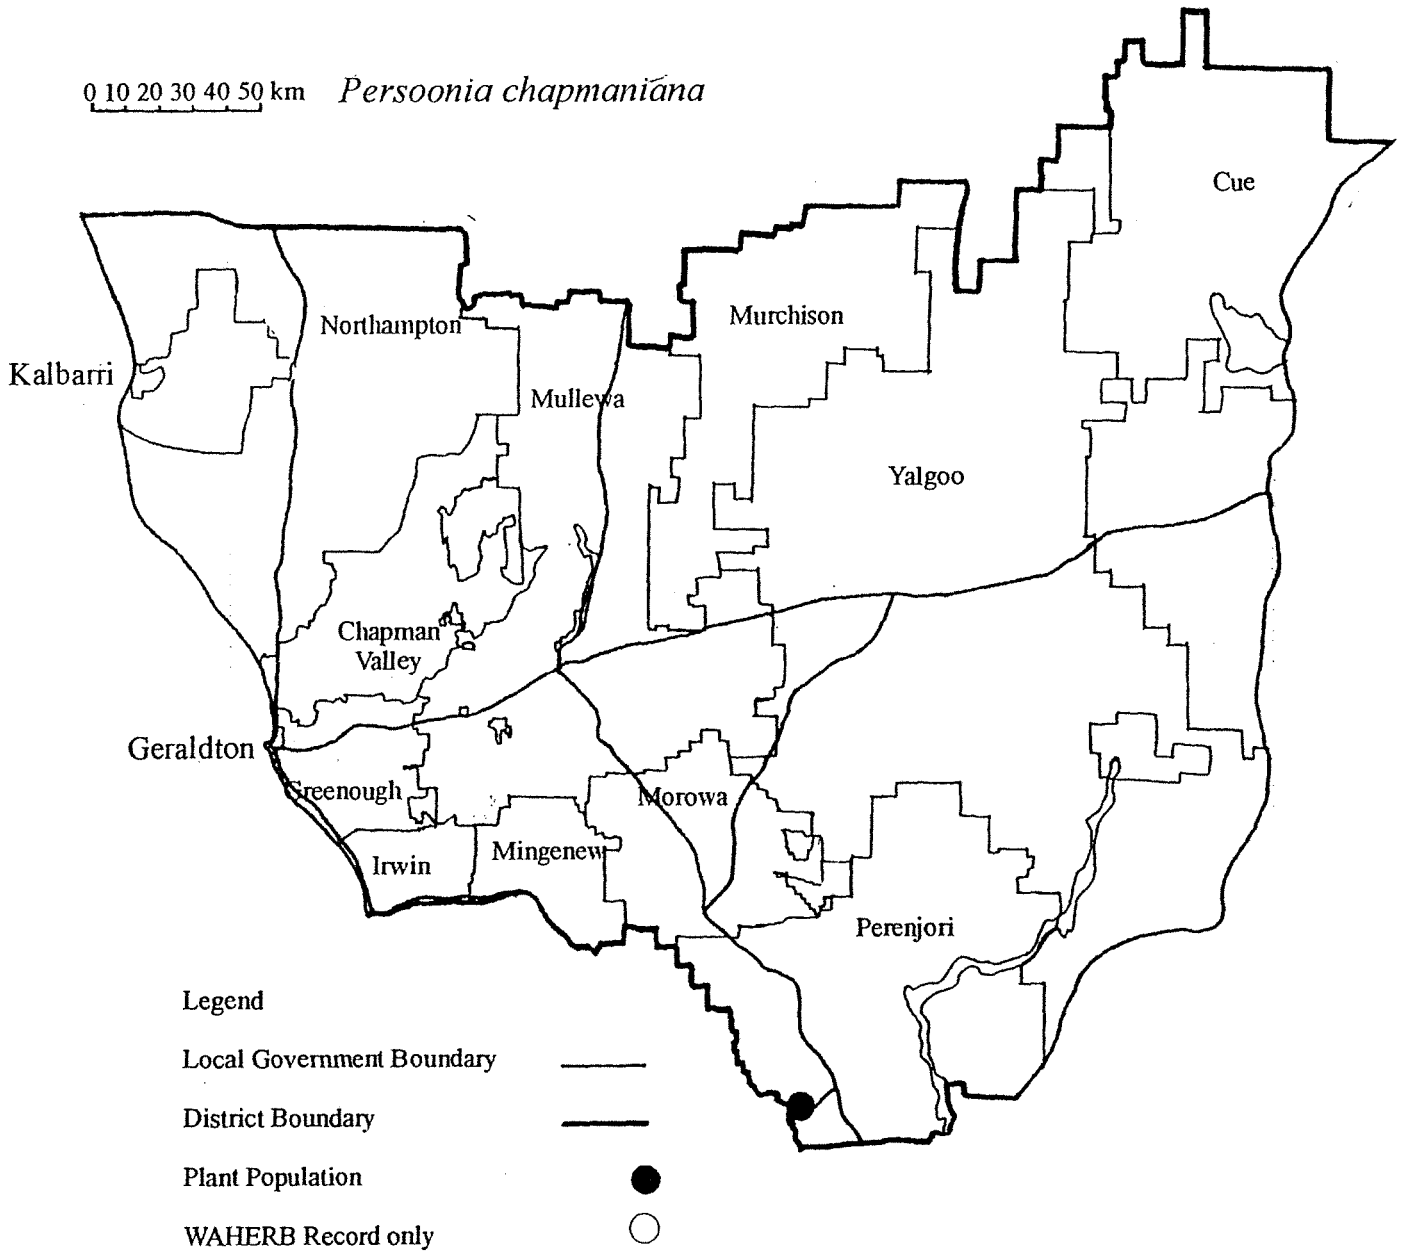 0 10 20 30 40 50 km
Persoonia chapmaniana
Cue
Northampton
Murchison
Kalbarri
Mullewa
Yalgoo
Chapman
Valley
Geraldton
Greenough
Morowa
Irwin
Mingenew
Perenjori
Legend
Local Government Boundary
District Boundary
Plant Population
WAHERB Record only